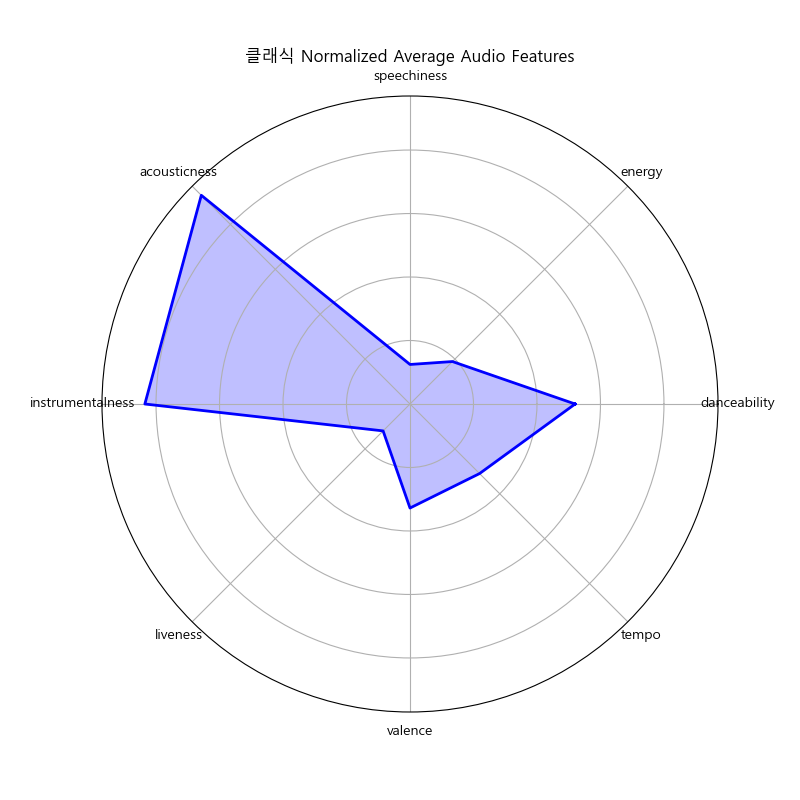 클래식 Normalized Average Audio Features
speechiness
acousticness
energy
instrumentalness
danceability
liveness
tempo
valence